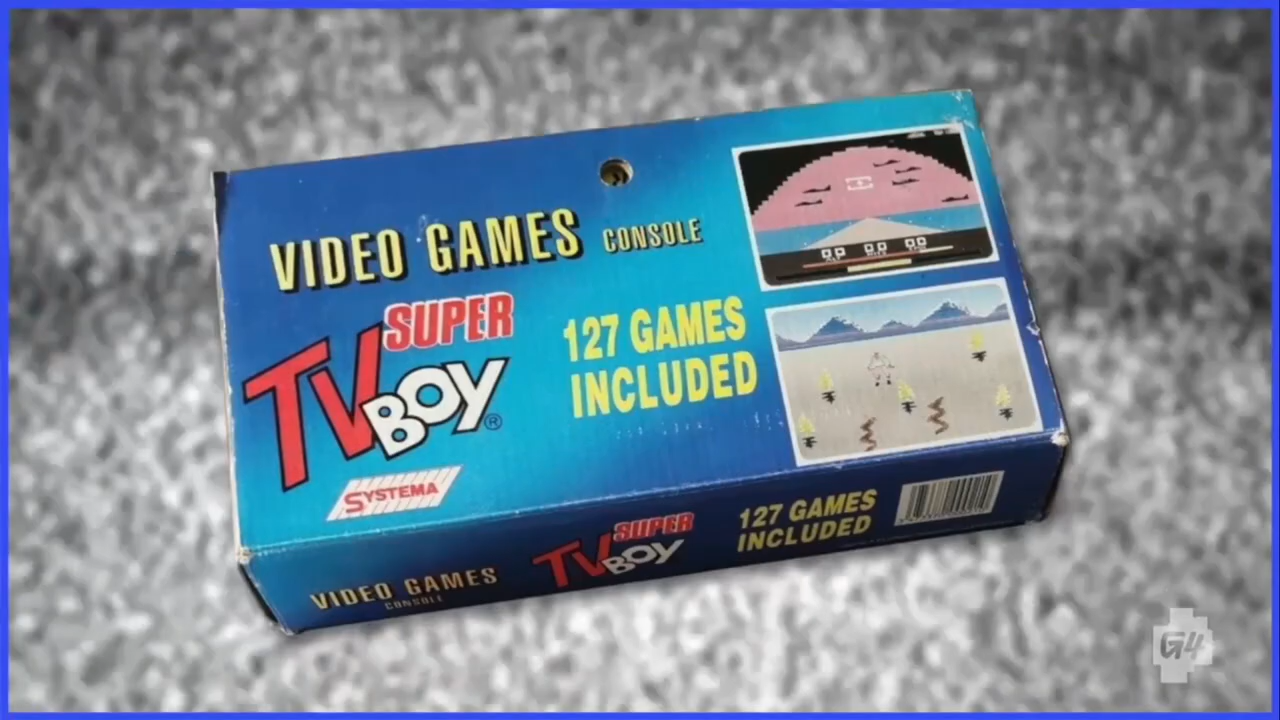 VIDEO GAMES CONSOLE
SUPER
TV BOY®
127 GAMES
INCLUDED
SYSTEMA
VIDEO GAMES
CONSOLE
SUPER
TV BOY
127 GAMES
INCLUDED
G4